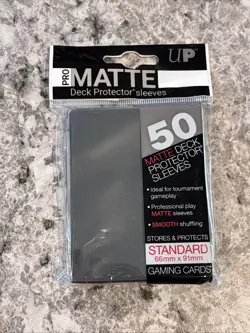 UP
PRO MATTE
Deck Protector® sleeves
50
MATTE DECK
PROTECTOR®
SLEEVES
• Ideal for tournament
gameplay
• Professional play
MATTE sleeves
• SMOOTH shuffling
STORES & PROTECTS
STANDARD
66mm x 91mm
GAMING CARDS